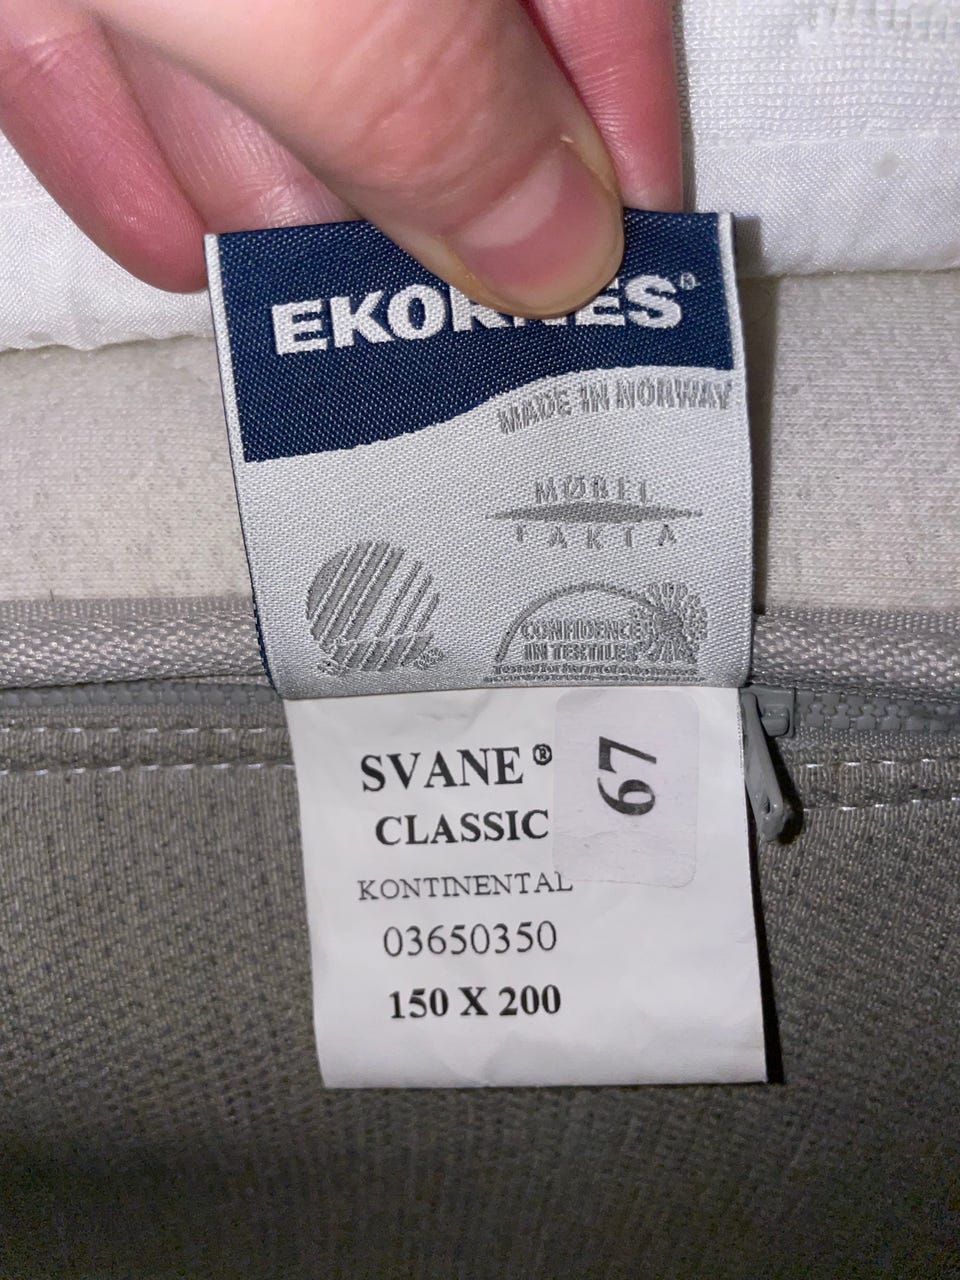 EKORNES®
MADE IN NORWAY
MØBEL
FAKTA
CONFIDENCE
IN TEXTILES
SVANE®
CLASSIC
KONTINENTAL
03650350
150 X 200
67